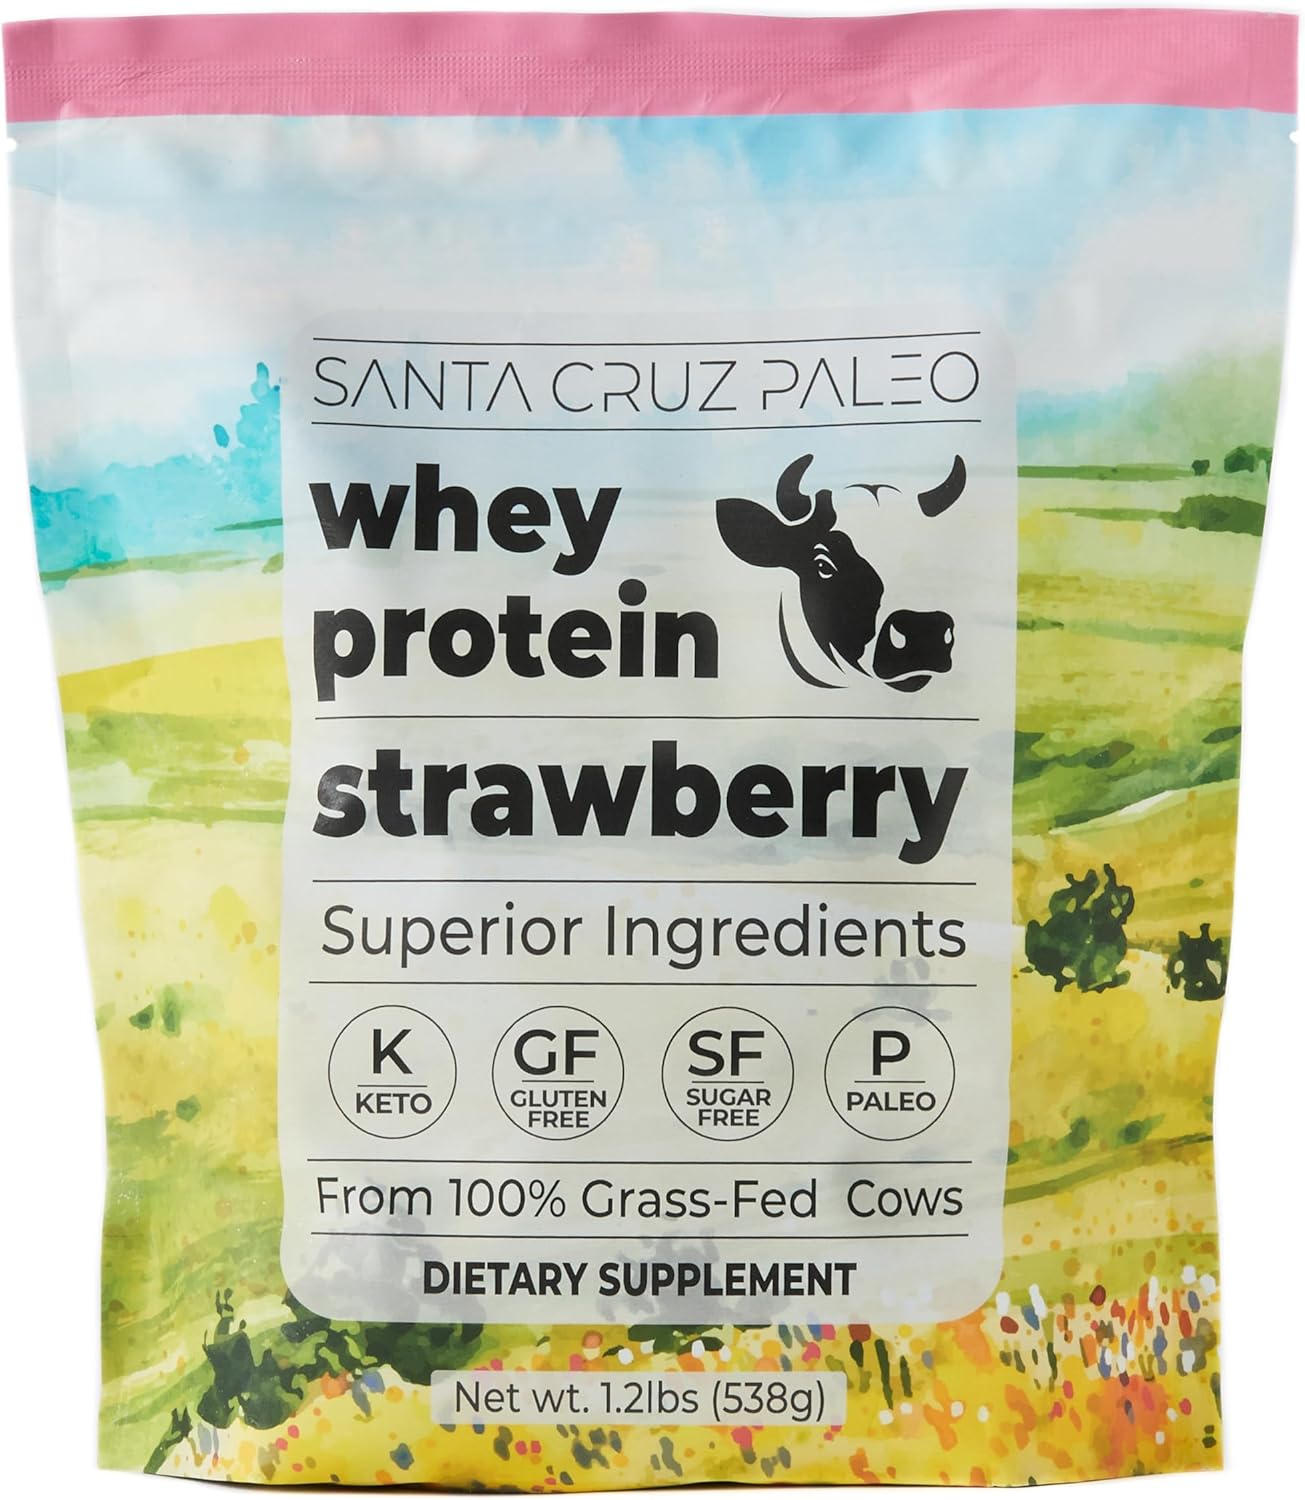 SANTA CRUZ PALEO
whey
protein
strawberry
Superior Ingredients
K
KETO
GF
GLUTEN
FREE
SF
SUGAR
FREE
P
PALEO
From 100% Grass-Fed Cows
DIETARY SUPPLEMENT
Net wt. 1.2lbs (538g)